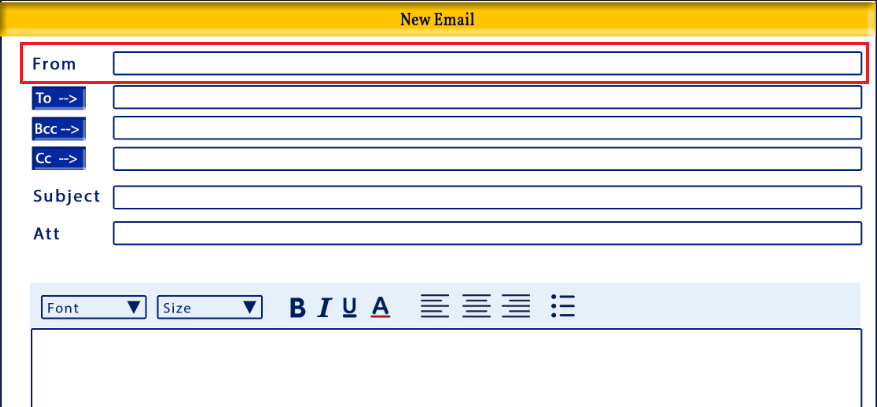 New Email
From
To -->
Bcc -->
Cc -->
Subject
Att
Font Size B I U A